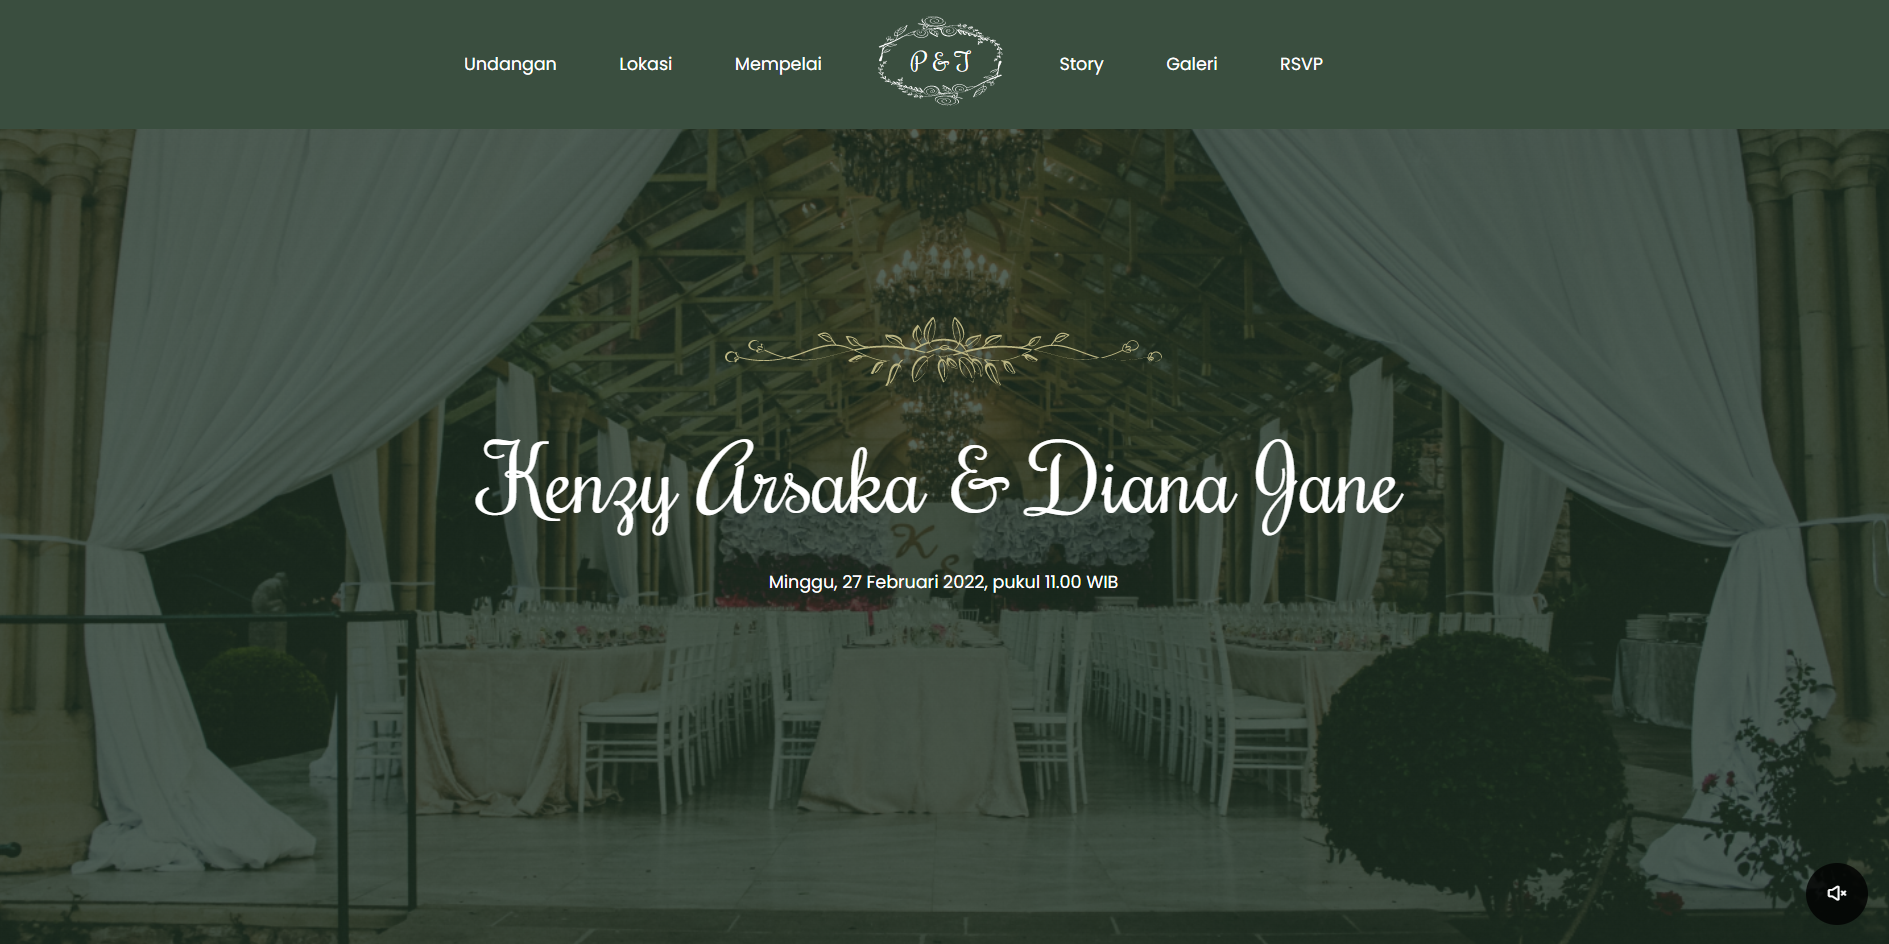 Undangan
Lokasi
Mempelai
P & J
Story
Galeri
RSVP
Kenzy Arsaka & Diana Jane
K
S
Minggu, 27 Februari 2022, pukul 11.00 WIB